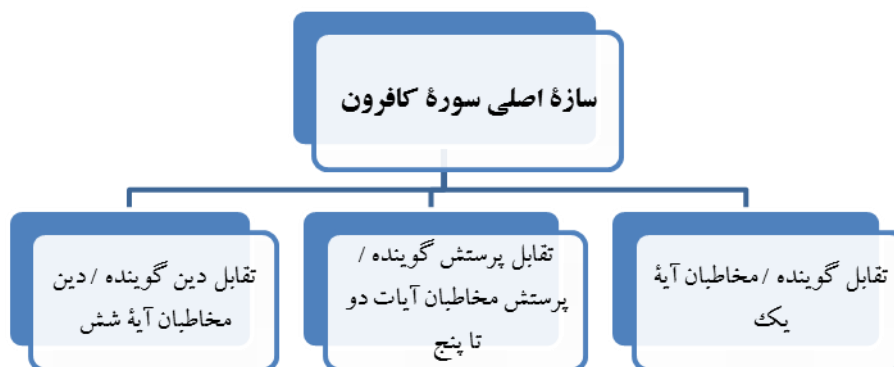 سازۀ اصلی سورۀ کافرون
تقابل گوینده / مخاطبان آیۀ
یک
تقابل پرستش گوینده /
پرستش مخاطبان آیات دو
تا پنج
تقابل دین گوینده / دین
مخاطبان آیۀ شش